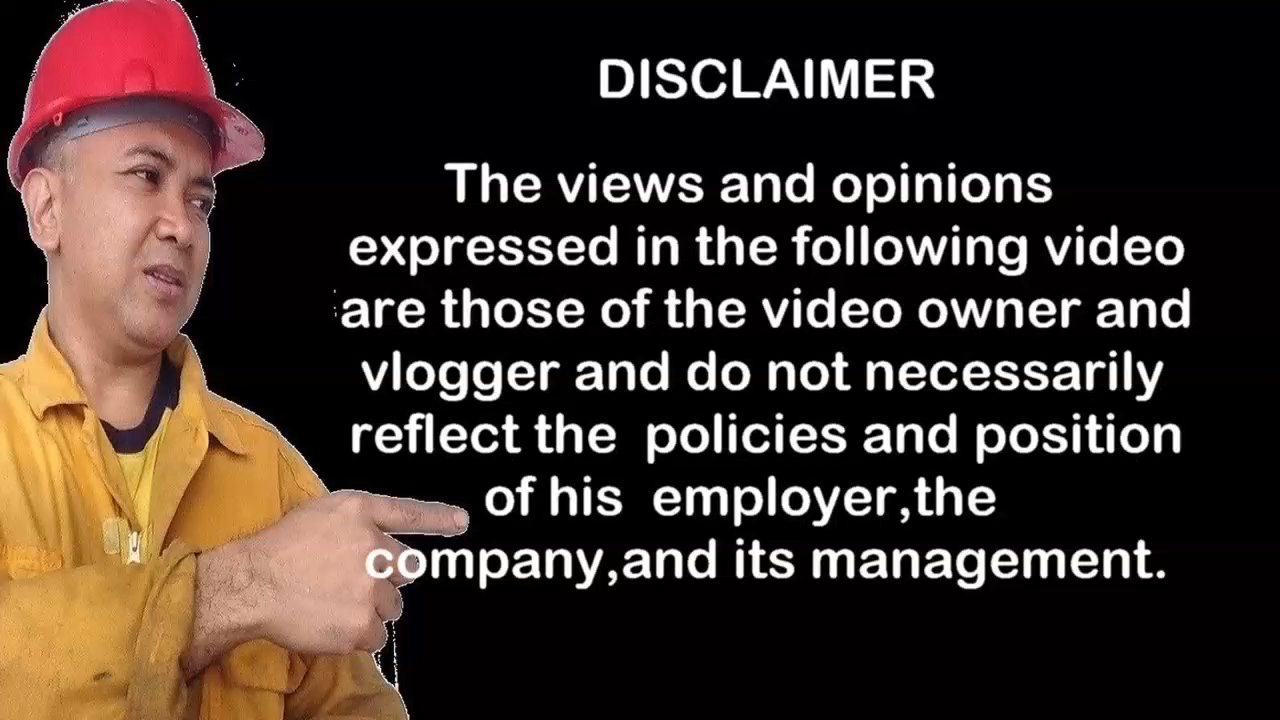 DISCLAIMER
The views and opinions
expressed in the following video
are those of the video owner and
vlogger and do not necessarily
reflect the  policies and position
of his  employer,the
company,and its management.